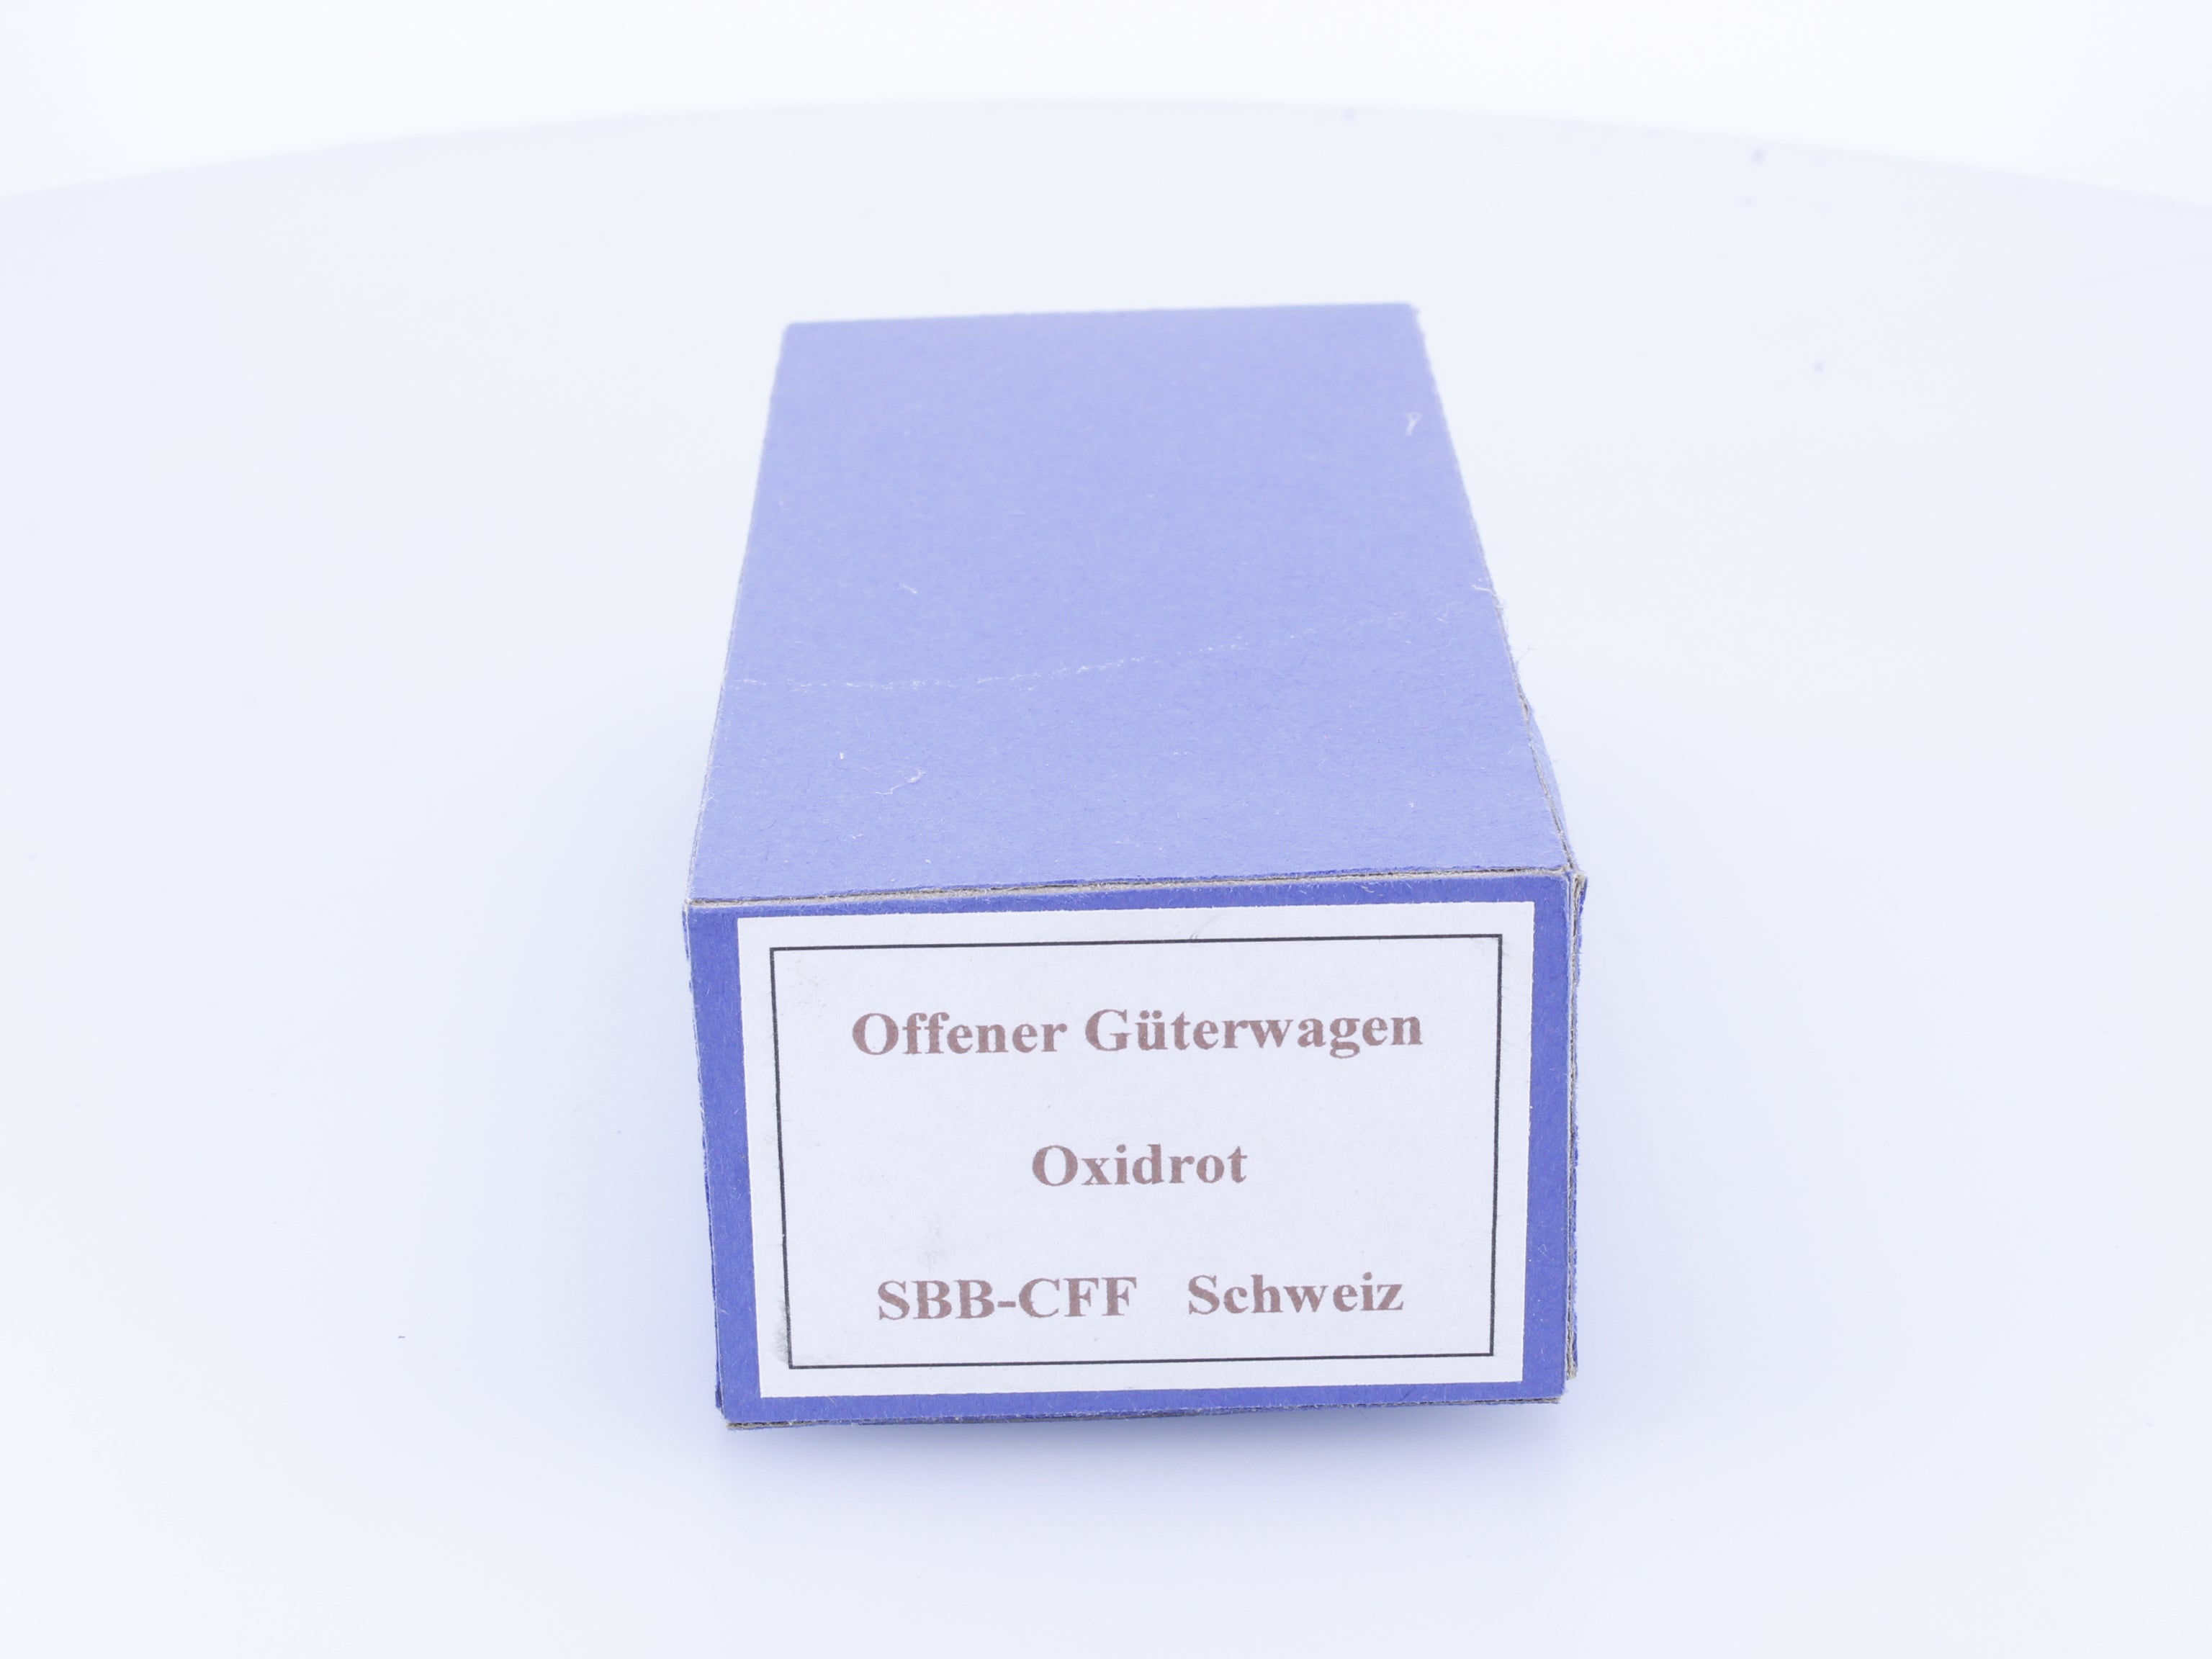 Offener Güterwagen
Oxidrot
SBB-CFF Schweiz